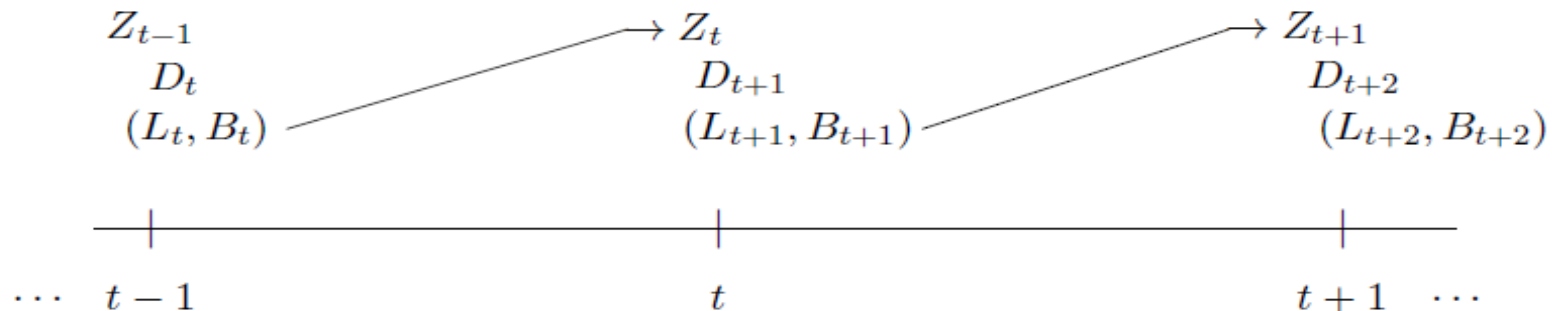 Z_{t−1} → Z_t → Z_{t+1}
D_t D_{t+1} D_{t+2}
(L_t, B_t) (L_{t+1}, B_{t+1}) (L_{t+2}, B_{t+2})
⋯ t − 1 t t + 1 ⋯